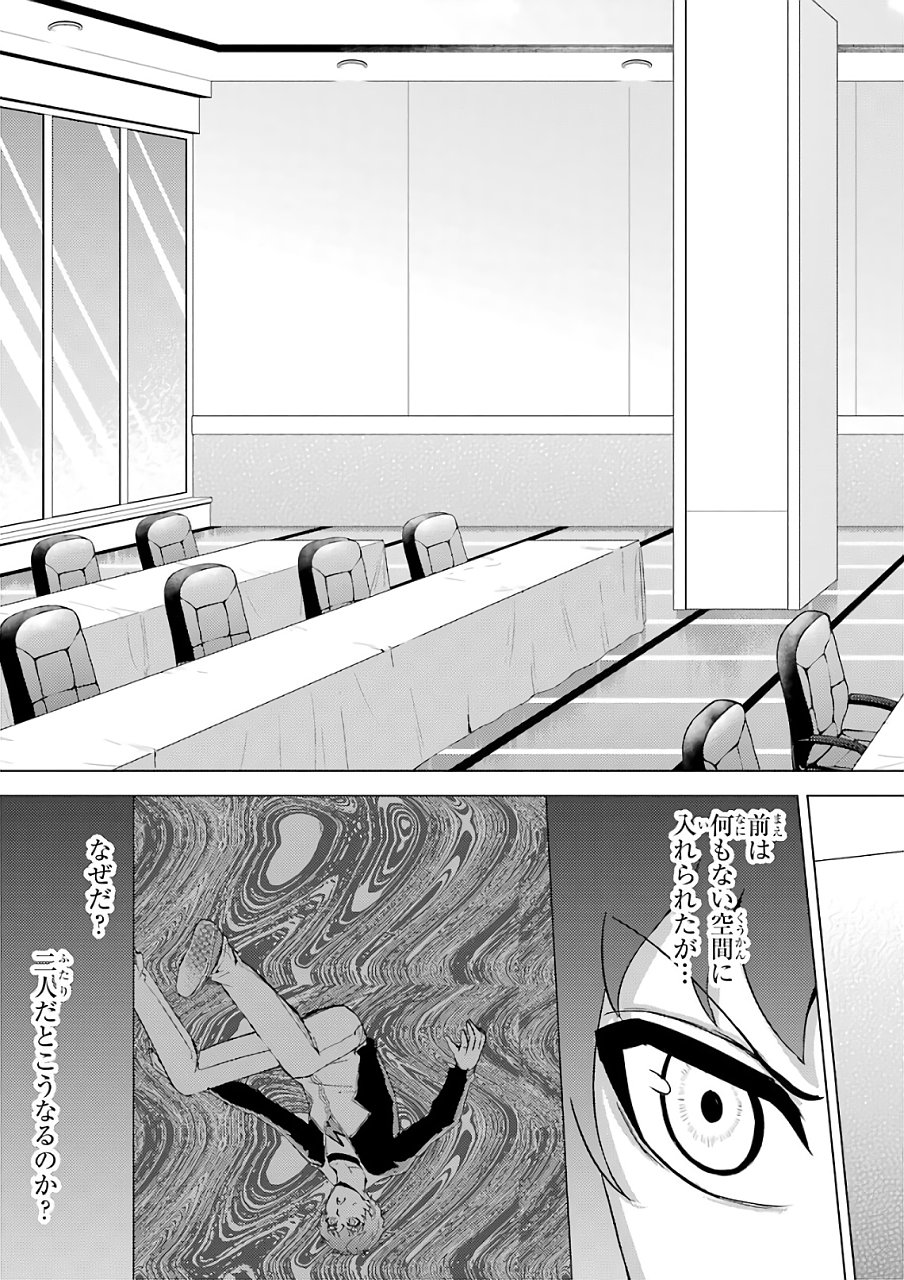 前は
何もない空間に
入れられたが…
なぜだ？
二人だとこうなるのか？